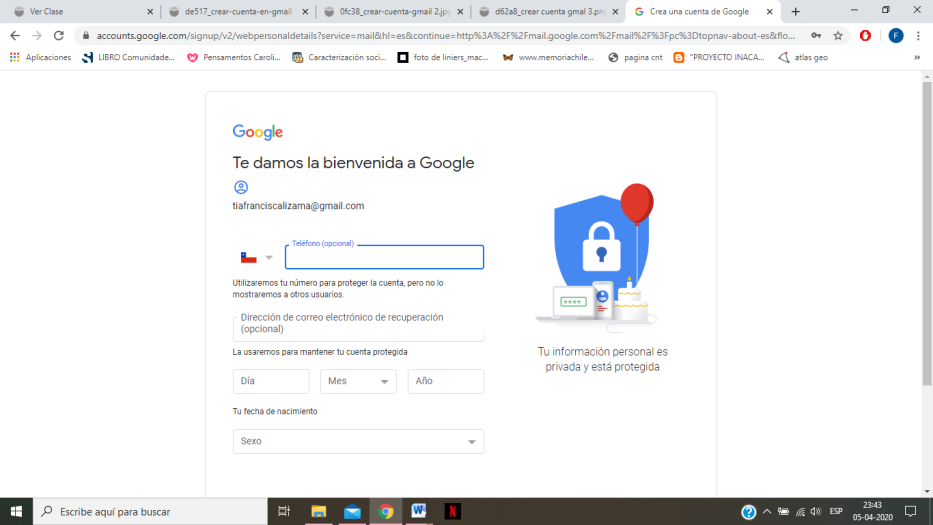 Ver Clase
de517_crear-cuenta-en-gmail
0fc38_crear-cuenta-gmail 2.jpg
d62a8_crear cuenta gmal 3.png
Crea una cuenta de Google
accounts.google.com/signup/v2/webpersonaldetails?service=mail&hl=es&continue=http%3A%2F%2Fmail.google.com%2Fmail%2F%3Fpc%3Dtopnav-about-es&flo...
F
Aplicaciones
LIBRO Comunidade...
Pensamentos Caroli...
Caracterización soci...
foto de liniers_mac...
www.memoriachile...
pagina cnt
"PROYECTO INACA...
atlas geo
»
Google
Te damos la bienvenida a Google
tiafranciscalizama@gmail.com
Teléfono (opcional)
Utilizaremos tu número para proteger la cuenta, pero no lo
mostraremos a otros usuarios.
Dirección de correo electrónico de recuperación
(opcional)
La usaremos para mantener tu cuenta protegida
Día
Mes
Año
Tu fecha de nacimiento
Sexo
****
Tu información personal es
privada y está protegida
Escribe aquí para buscar
W
N
ESP
23:43
05-04-2020